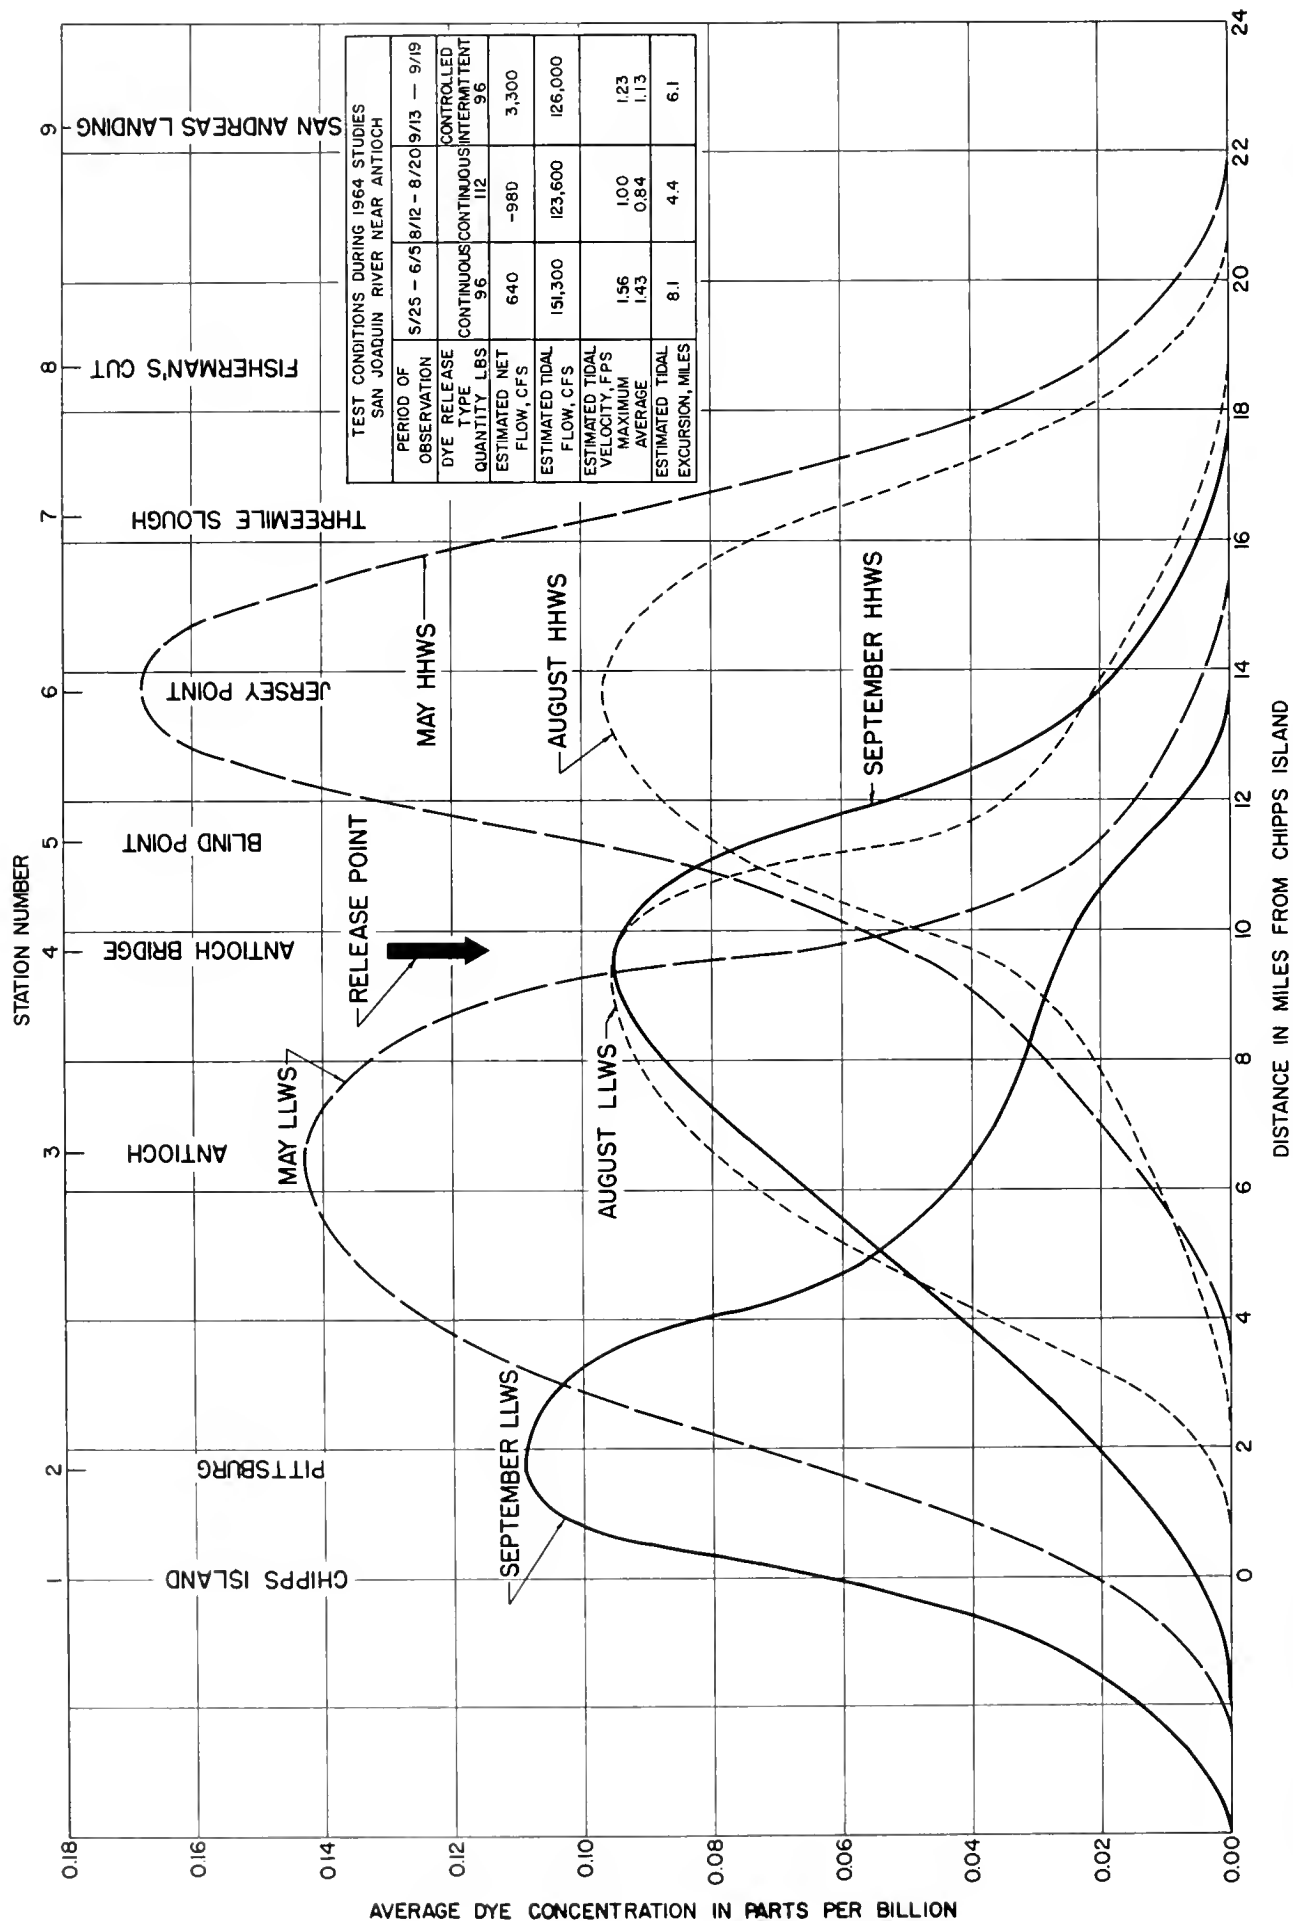 STATION NUMBER
1 2 3 4 5 6 7 8 9
CHIPPS ISLAND
PITTSBURG
ANTIOCH
ANTIOCH BRIDGE
BLIND POINT
JERSEY POINT
THREEMILE SLOUGH
FISHERMAN'S CUT
SAN ANDREAS LANDING
TEST CONDITIONS DURING 1964 STUDIES
SAN JOAQUIN RIVER NEAR ANTIOCH
PERIOD OF OBSERVATION 5/25 - 6/5 8/12 - 8/20 9/13 - 9/19
DYE RELEASE
TYPE CONTINUOUS CONTINUOUS CONTROLLED INTERMITTENT
QUANTITY LBS 96 112 96
ESTIMATED NET FLOW, CFS 640 -980 3,300
ESTIMATED TIDAL FLOW, CFS 151,300 123,600 126,000
ESTIMATED TIDAL VELOCITY, FPS
MAXIMUM 1.56 1.00 1.23
AVERAGE 1.43 0.84 1.13
ESTIMATED TIDAL EXCURSION, MILES 8.1 4.4 6.1
RELEASE POINT
MAY LLWS
MAY HHWS
AUGUST HHWS
AUGUST LLWS
SEPTEMBER HHWS
SEPTEMBER LLWS
0.18
0.16
0.14
0.12
0.10
0.08
0.06
0.04
0.02
0.00
AVERAGE DYE CONCENTRATION IN PARTS PER BILLION
0 2 4 6 8 10 12 14 16 18 20 22 24
DISTANCE IN MILES FROM CHIPPS ISLAND